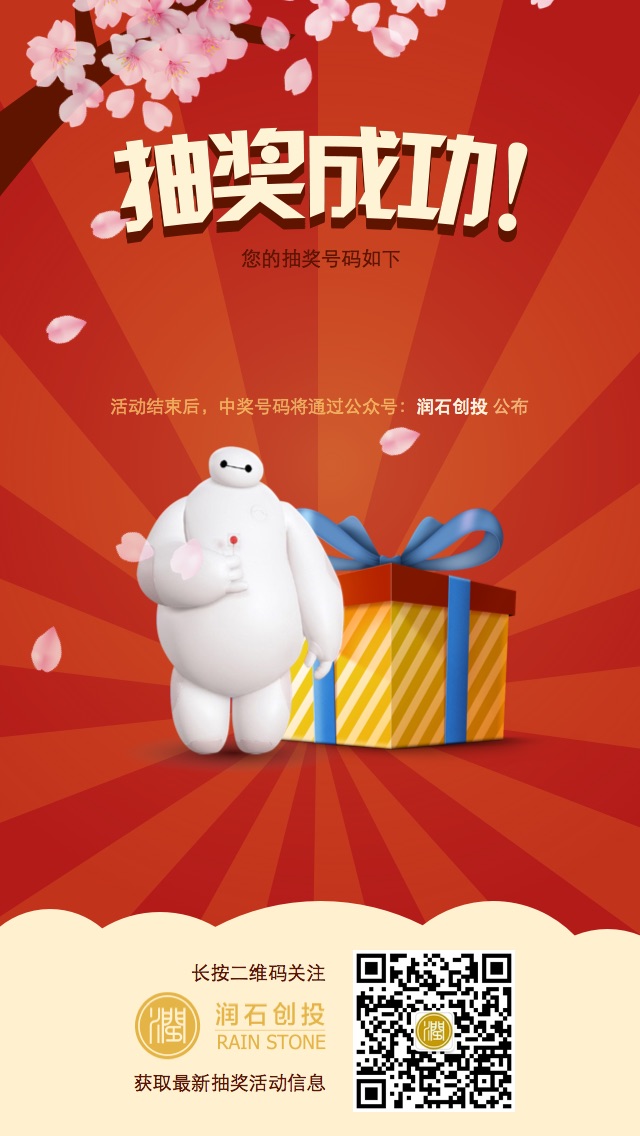 抽奖成功!
您的抽奖号码如下
活动结束后，中奖号码将通过公众号：润石创投 公布
长按二维码关注
润石创投
RAIN STONE
获取最新抽奖活动信息